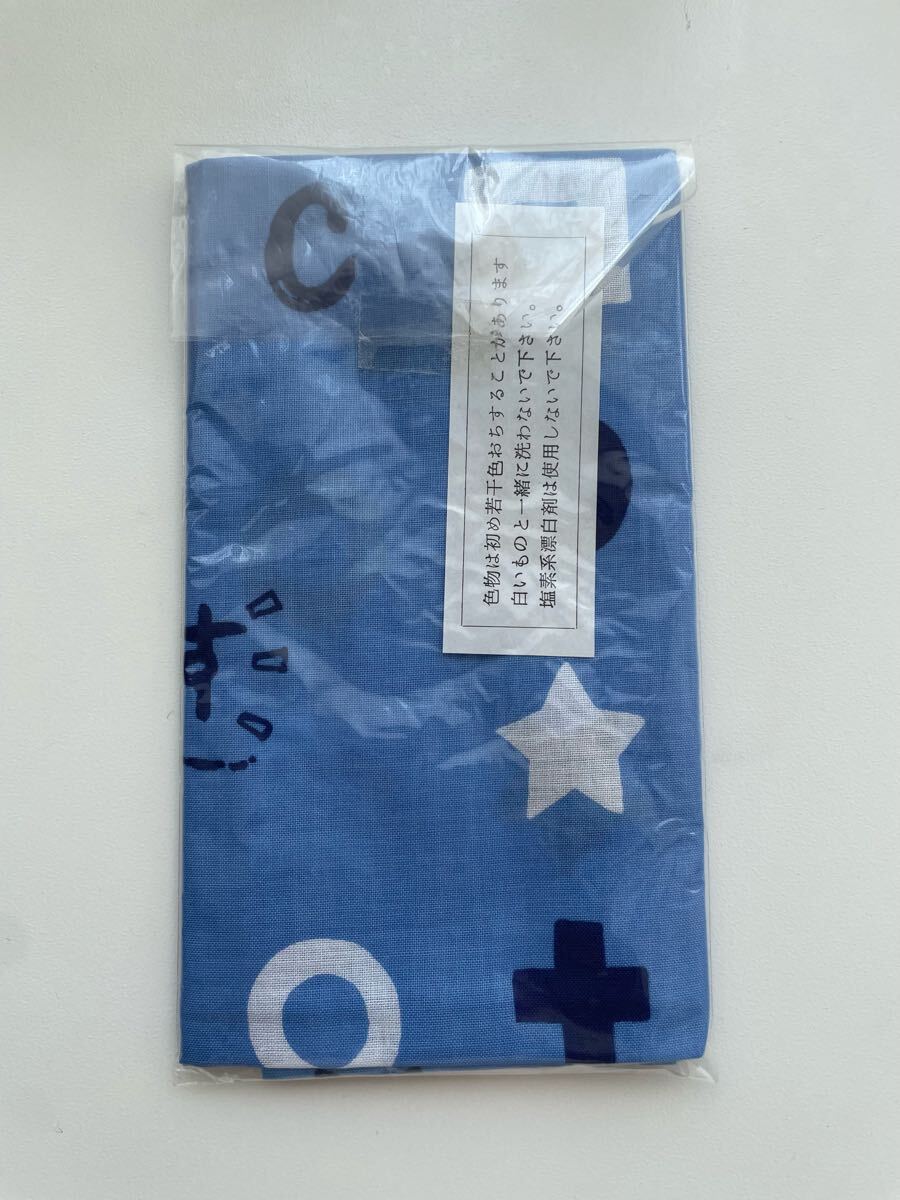 C
色物は初め若干色おちすることがあります
白いものと一緒に洗わないで下さい。
塩素系漂白剤は使用しないで下さい。
す